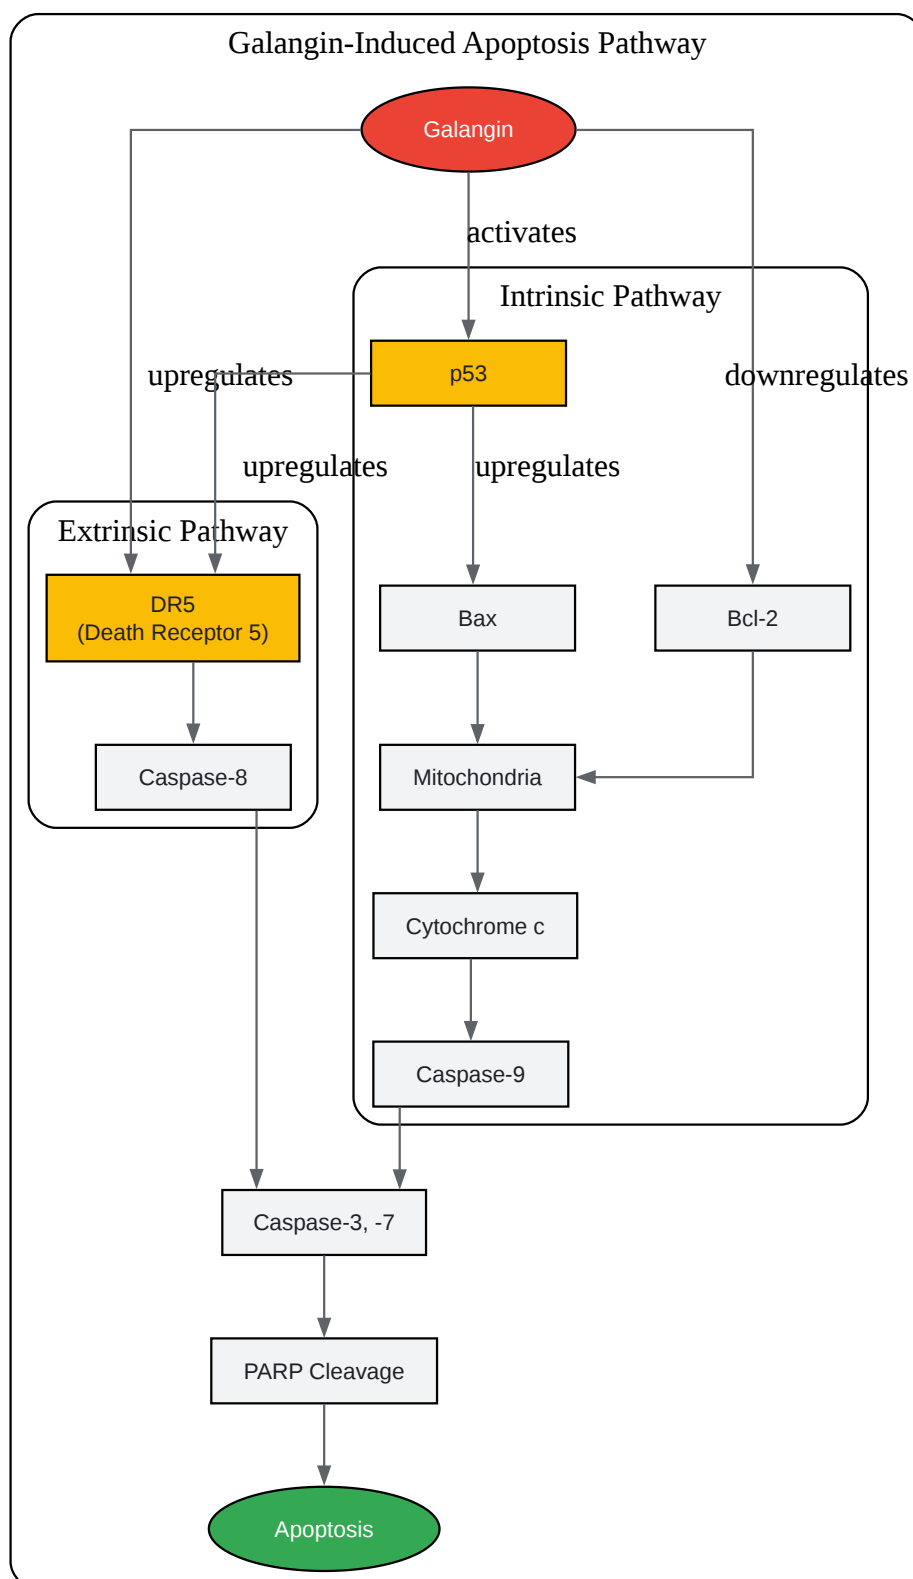 Galangin-Induced Apoptosis Pathway
Galangin
activates
Intrinsic Pathway
p53
upregulates
downregulates
upregulates
upregulates
Extrinsic Pathway
DR5
(Death Receptor 5)
Bax
Bcl-2
Caspase-8
Mitochondria
Cytochrome c
Caspase-9
Caspase-3, -7
PARP Cleavage
Apoptosis